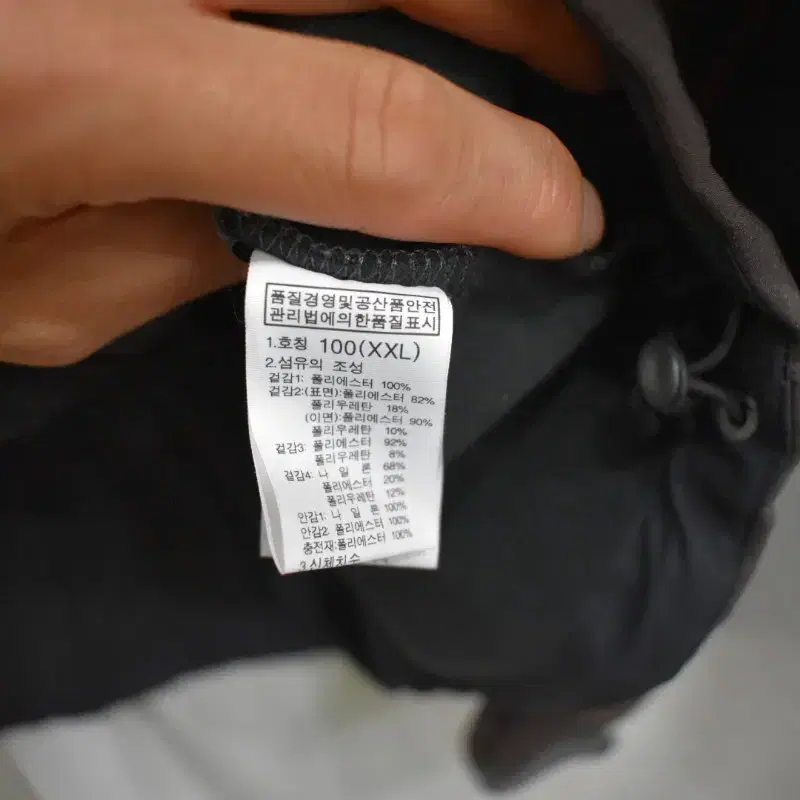 품질경영및공산품안전
관리법에의한품질표시
1.호칭 100(XXL)
2.섬유의 조성
겉감1: 폴리에스터 100%
겉감2:(표면):폴리에스터 82%
폴리우레탄 18%
(이면):폴리에스터 90%
폴리우레탄 10%
겉감3: 폴리에스터 92%
폴리우레탄 8%
겉감4: 나 일 론 68%
폴리에스터 20%
폴리우레탄 12%
안감1: 나 일 론 100%
안감2: 폴리에스터 100%
충전재:폴리에스터 100%
3.신체치수